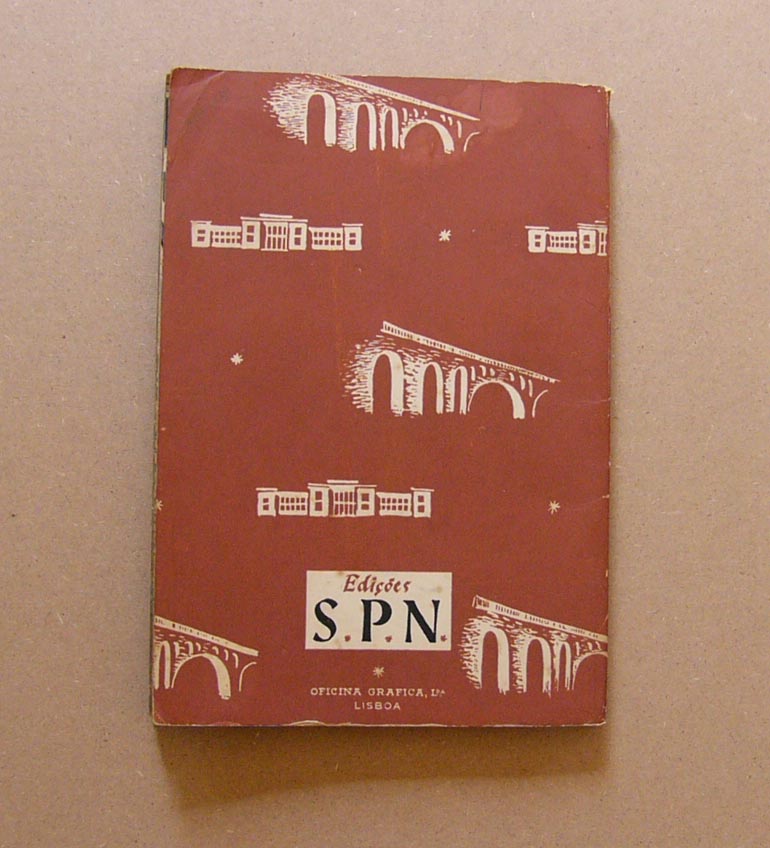 Edições
S.P.N.
OFICINA GRAFICA, LDA
LISBOA